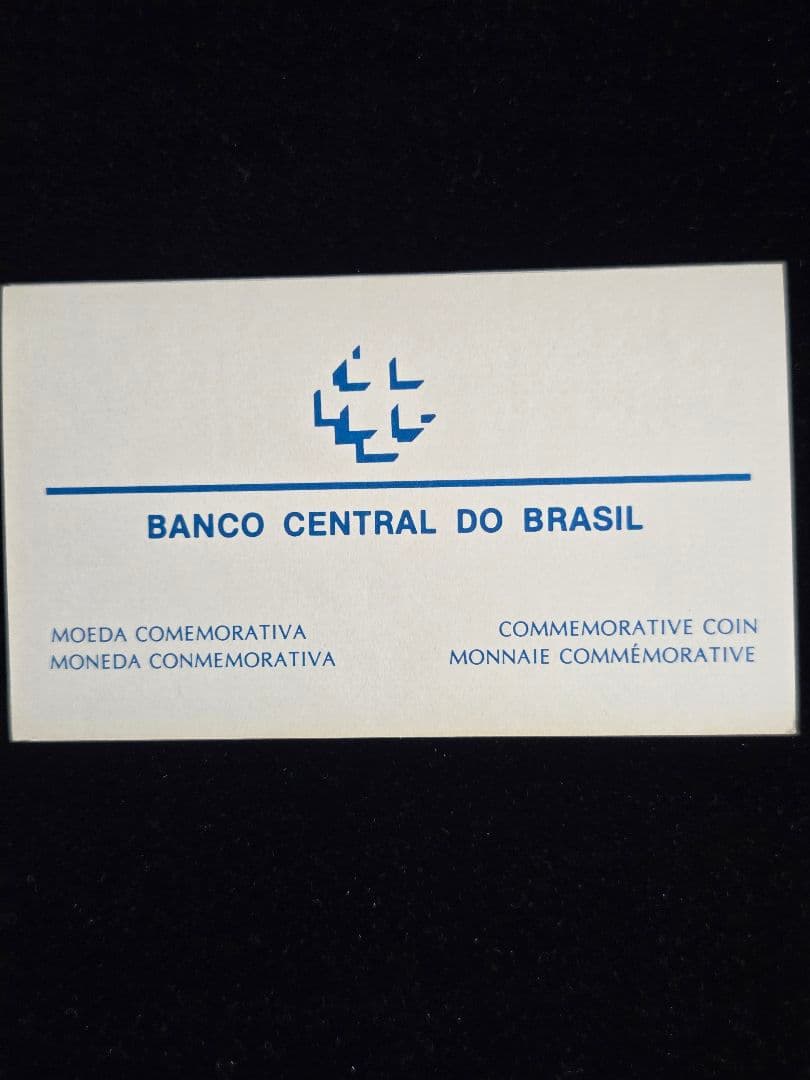 BANCO CENTRAL DO BRASIL
MOEDA COMEMORATIVA
MONEDA CONMEMORATIVA
COMMEMORATIVE COIN
MONNAIE COMMÉMORATIVE